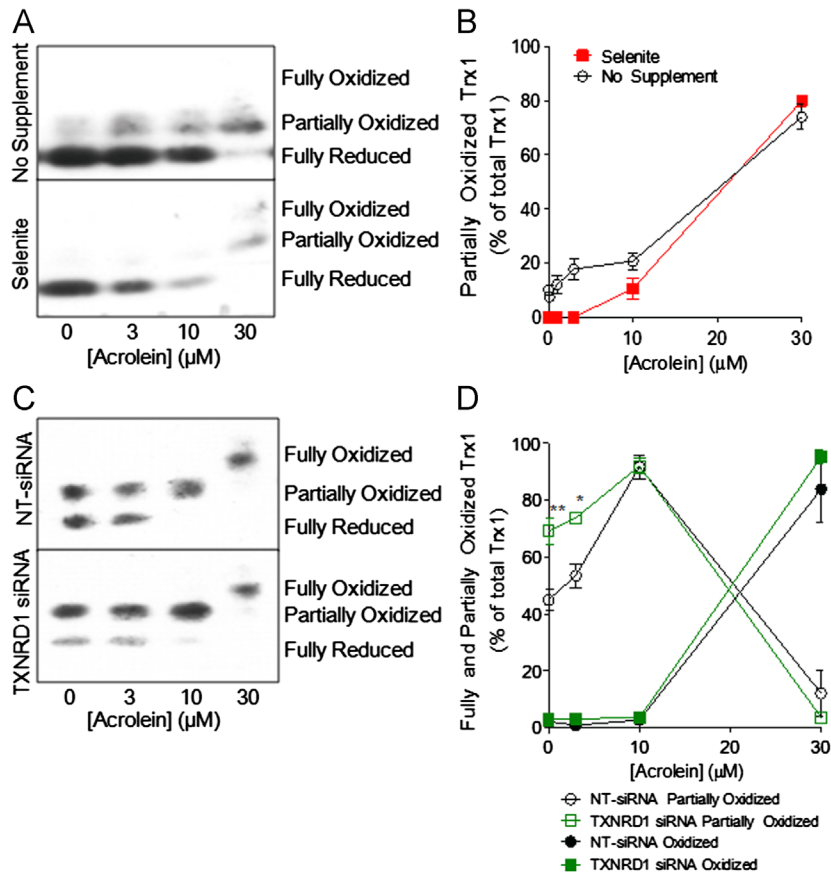 A
No Supplement
Fully Oxidized
Partially Oxidized
Fully Reduced
Selenite
Fully Oxidized
Partially Oxidized
Fully Reduced
0 3 10 30
[Acrolein] (µM)
B
Partially Oxidized Trx1
(% of total Trx1)
100
80
60
40
20
0
Selenite
No Supplement
0 10 20 30
[Acrolein] (µM)
C
NT-siRNA
Fully Oxidized
Partially Oxidized
Fully Reduced
TXNRD1 siRNA
Fully Oxidized
Partially Oxidized
Fully Reduced
0 3 10 30
[Acrolein] (µM)
D
Fully and Partially Oxidized Trx1
(% of total Trx1)
100
80
60
40
20
0
** *
0 10 20 30
[Acrolein] (µM)
NT-siRNA Partially Oxidized
TXNRD1 siRNA Partially Oxidized
NT-siRNA Oxidized
TXNRD1 siRNA Oxidized